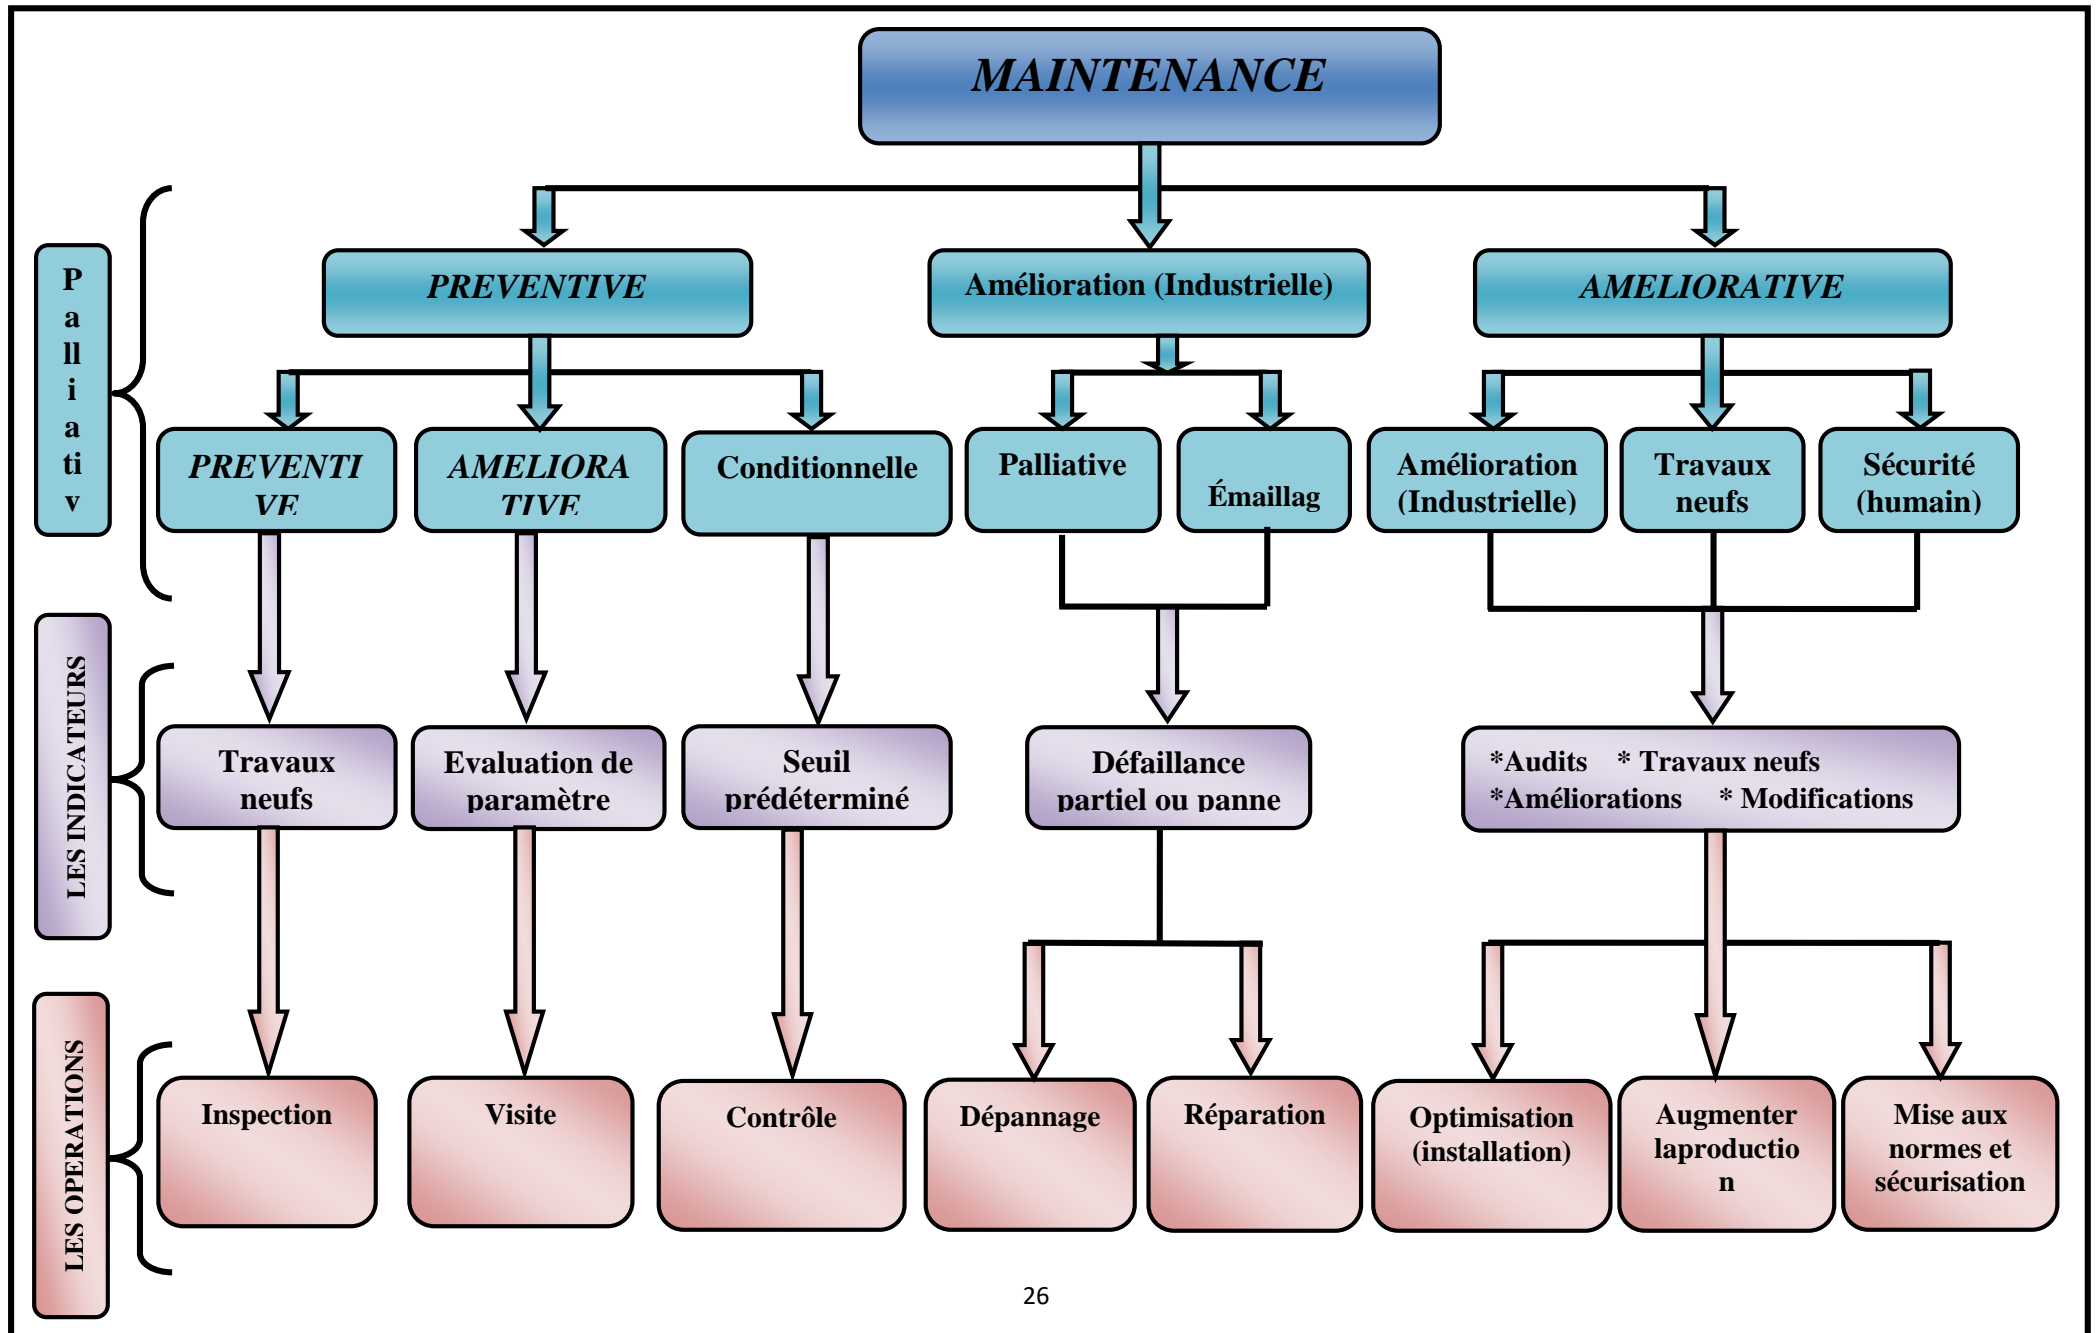 MAINTENANCE
PREVENTIVE
Amélioration (Industrielle)
AMELIORATIVE
P
a
ll
i
a
ti
v
PREVENTI
VE
AMELIORA
TIVE
Conditionnelle
Palliative
Émaillag
Amélioration
(Industrielle)
Travaux
neufs
Sécurité
(humain)
LES INDICATEURS
Travaux
neufs
Evaluation de
paramètre
Seuil
prédéterminé
Défaillance
partiel ou panne
*Audits * Travaux neufs
*Améliorations * Modifications
LES OPERATIONS
Inspection
Visite
Contrôle
Dépannage
Réparation
Optimisation
(installation)
Augmenter
laproductio
n
Mise aux
normes et
sécurisation
26